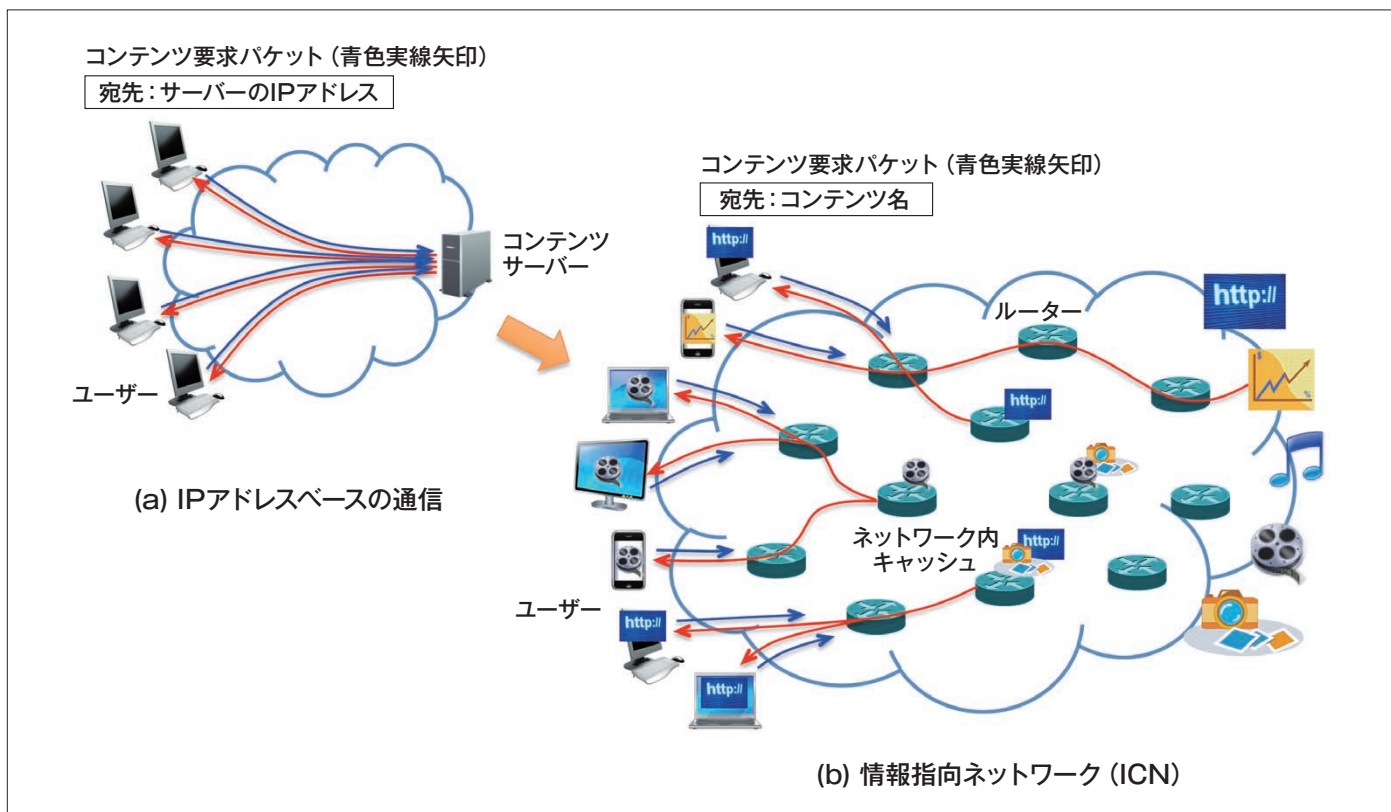 コンテンツ要求パケット（青色実線矢印）
宛先：サーバーのIPアドレス
コンテンツ
サーバー
ユーザー
(a) IPアドレスベースの通信
コンテンツ要求パケット（青色実線矢印）
宛先：コンテンツ名
http://
ルーター
http://
http://
$
%
ネットワーク内
キャッシュ
http://
ユーザー
http://
http://
(b) 情報指向ネットワーク（ICN）